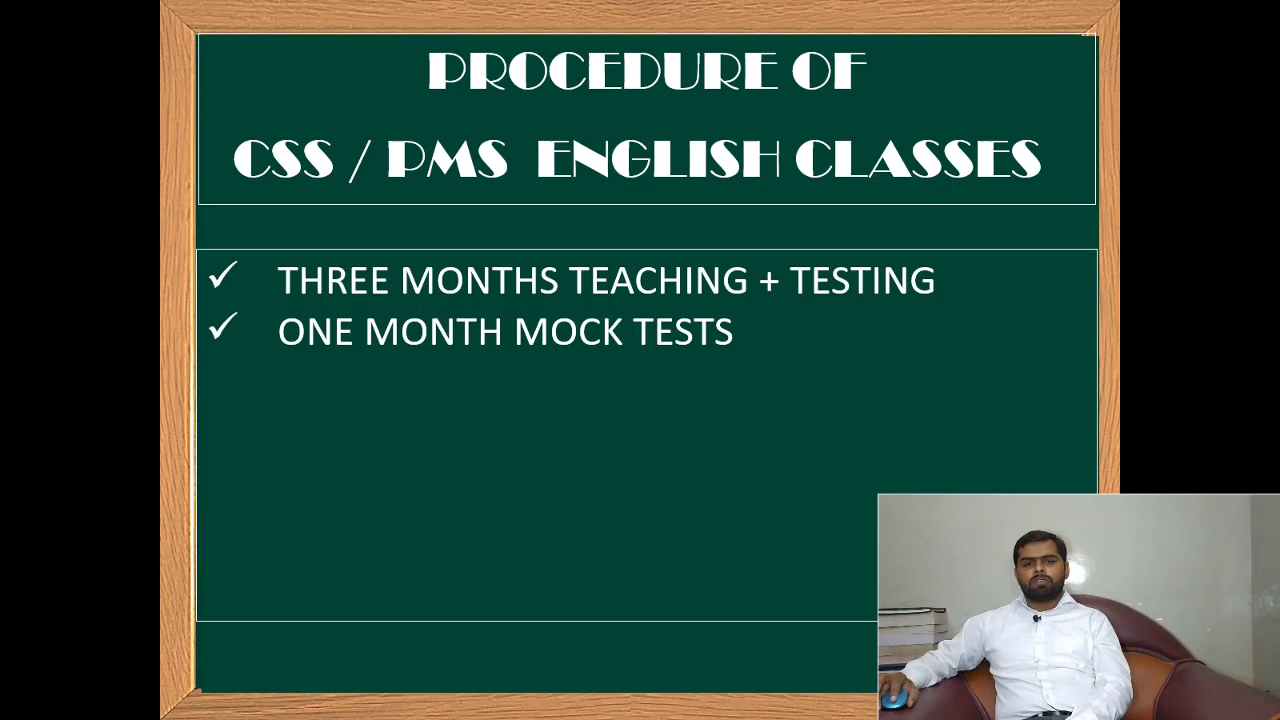 PROCEDURE OF
CSS / PMS ENGLISH CLASSES
✓ THREE MONTHS TEACHING + TESTING
✓ ONE MONTH MOCK TESTS